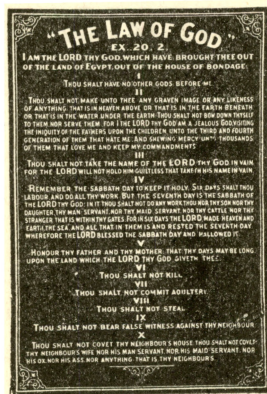 "THE LAW OF GOD"
EX. 20. 2.
I AM THE LORD THY GOD, WHICH HAVE BROUGHT THEE OUT
OF THE LAND OF EGYPT, OUT OF THE HOUSE OF BONDAGE
I
THOU SHALT HAVE NO OTHER GODS BEFORE ME
II
THOU SHALT NOT MAKE UNTO THEE ANY GRAVEN IMAGE OR ANY LIKENESS
OF ANYTHING THAT IS IN HEAVEN ABOVE OR THAT IS IN THE EARTH BENEATH
OR THAT IS IN THE WATER UNDER THE EARTH THOU SHALT NOT BOW DOWN THYSELF
TO THEM NOR SERVE THEM FOR I THE LORD THY GOD AM A JEALOUS GOD VISITING
THE INIQUITY OF THE FATHERS UPON THE CHILDREN UNTO THE THIRD AND FOURTH
GENERATION OF THEM THAT HATE ME AND SHEWING MERCY UNTO THOUSANDS
OF THEM THAT LOVE ME AND KEEP MY COMMANDMENTS
III
THOU SHALT NOT TAKE THE NAME OF THE LORD THY GOD IN VAIN
FOR THE LORD WILL NOT HOLD HIM GUILTLESS THAT TAKETH HIS NAME IN VAIN
IV
REMEMBER THE SABBATH DAY TO KEEP IT HOLY. SIX DAYS SHALT THOU
LABOUR AND DO ALL THY WORK BUT THE SEVENTH DAY IS THE SABBATH OF
THE LORD THY GOD: IN IT THOU SHALT NOT DO ANY WORK THOU NOR THY SON NOR THY
DAUGHTER THY MAN SERVANT, NOR THY MAID SERVANT, NOR THY CATTLE NOR THY
STRANGER THAT IS WITHIN THY GATES FOR IN SIX DAYS THE LORD MADE HEAVEN AND
EARTH, THE SEA, AND ALL THAT IN THEM IS AND RESTED THE SEVENTH DAY
WHEREFORE THE LORD BLESSED THE SABBATH DAY AND HALLOWED IT
V
HONOUR THY FATHER AND THY MOTHER THAT THY DAYS MAY BE LONG
UPON THE LAND WHICH THE LORD THY GOD GIVETH THEE
VI
THOU SHALT NOT KILL
VII
THOU SHALT NOT COMMIT ADULTERY
VIII
THOU SHALT NOT STEAL
IX
THOU SHALT NOT BEAR FALSE WITNESS AGAINST THY NEIGHBOUR
X
THOU SHALT NOT COVET THY NEIGHBOUR'S HOUSE THOU SHALT NOT COVET
THY NEIGHBOUR'S WIFE NOR HIS MAN SERVANT, NOR HIS MAID SERVANT, NOR
HIS OX, NOR HIS ASS, NOR ANYTHING THAT IS THY NEIGHBOUR'S